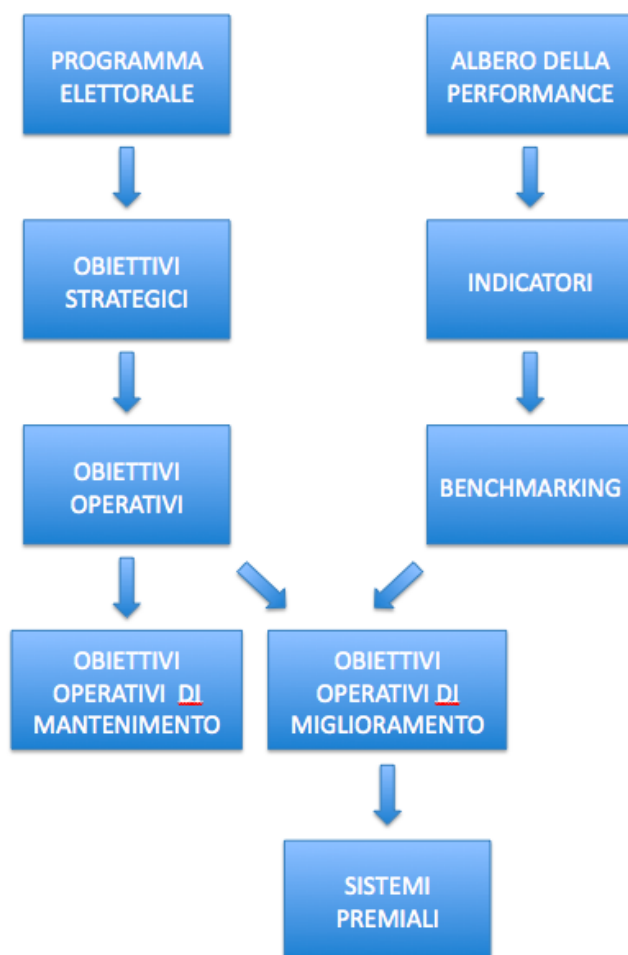 PROGRAMMA
ELETTORALE
ALBERO DELLA
PERFORMANCE
OBIETTIVI
STRATEGICI
INDICATORI
OBIETTIVI
OPERATIVI
BENCHMARKING
OBIETTIVI
OPERATIVI DI
MANTENIMENTO
OBIETTIVI
OPERATIVI DI
MIGLIORAMENTO
SISTEMI
PREMIALI